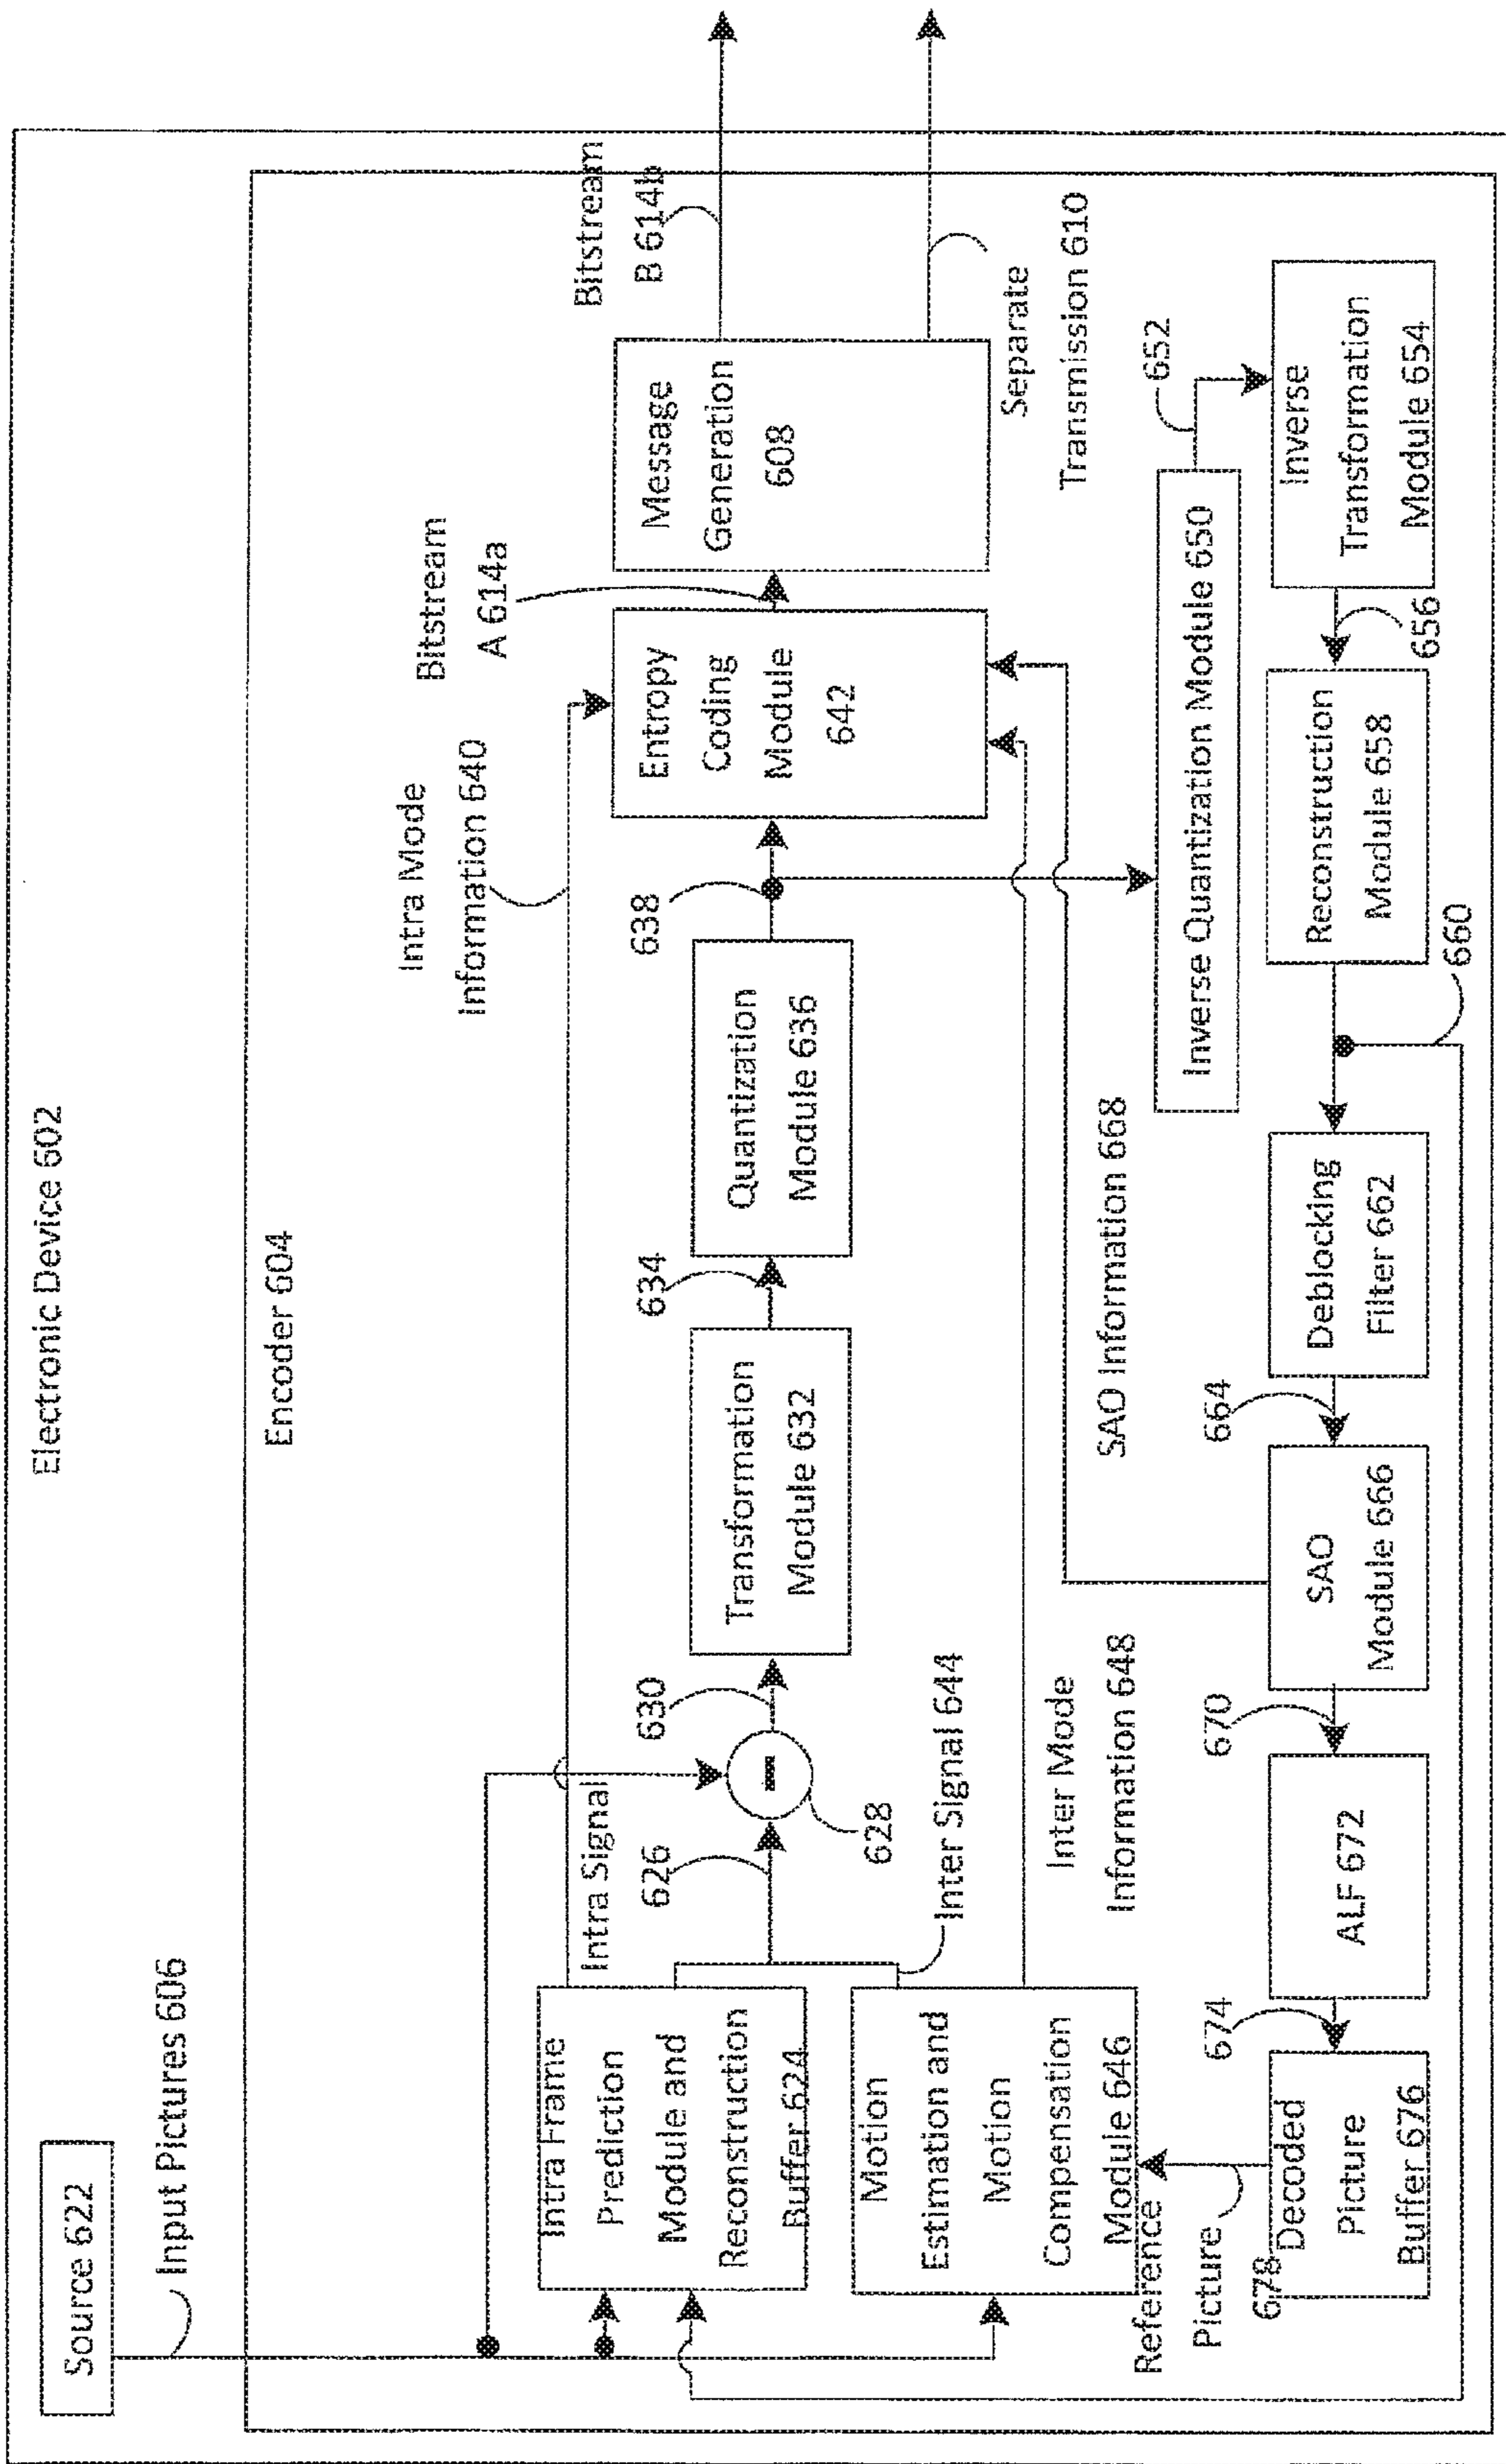 Electronic Device 602
Source 622
Input Pictures 606
Encoder 604
Intra Mode
Information 640
Bitstream
A 614a
Bitstream
B 614b
Intra Frame
Prediction
Module and
Reconstruction
Buffer 624
Intra Signal
626
628
630
Transformation
Module 632
634
Quantization
Module 636
638
Entropy
Coding
Module
642
Message
Generation
608
Separate
Transmission 610
Motion
Estimation and
Motion
Compensation
Module 646
Inter Signal 644
Inter Mode
Information 648
SAO Information 668
Inverse Quantization Module 650
652
Reference
Picture
678
Decoded
Picture
Buffer 676
674
ALF 672
670
SAO
Module 666
664
Deblocking
Filter 662
660
Reconstruction
Module 658
656
Inverse
Transformation
Module 654